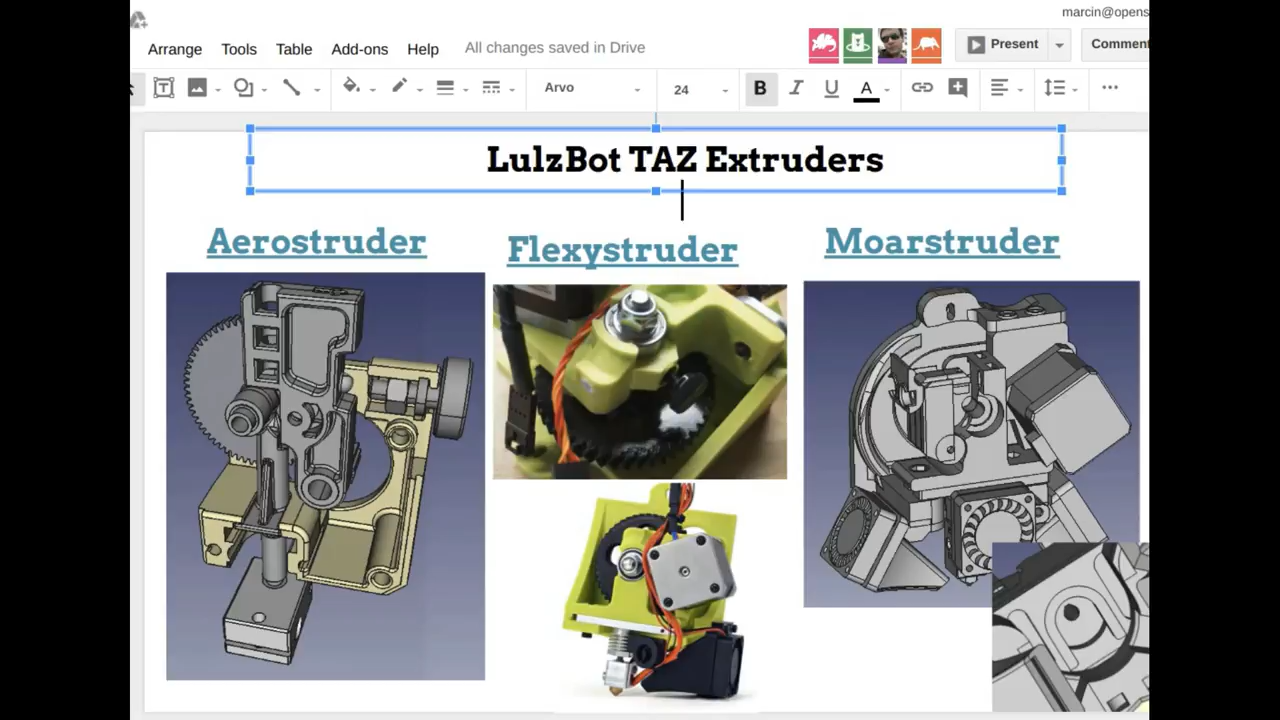 marcin@opens
Arrange Tools Table Add-ons Help All changes saved in Drive Present Comment
Arvo 24 B I U A
LulzBot TAZ Extruders
Aerostruder Flexystruder Moarstruder